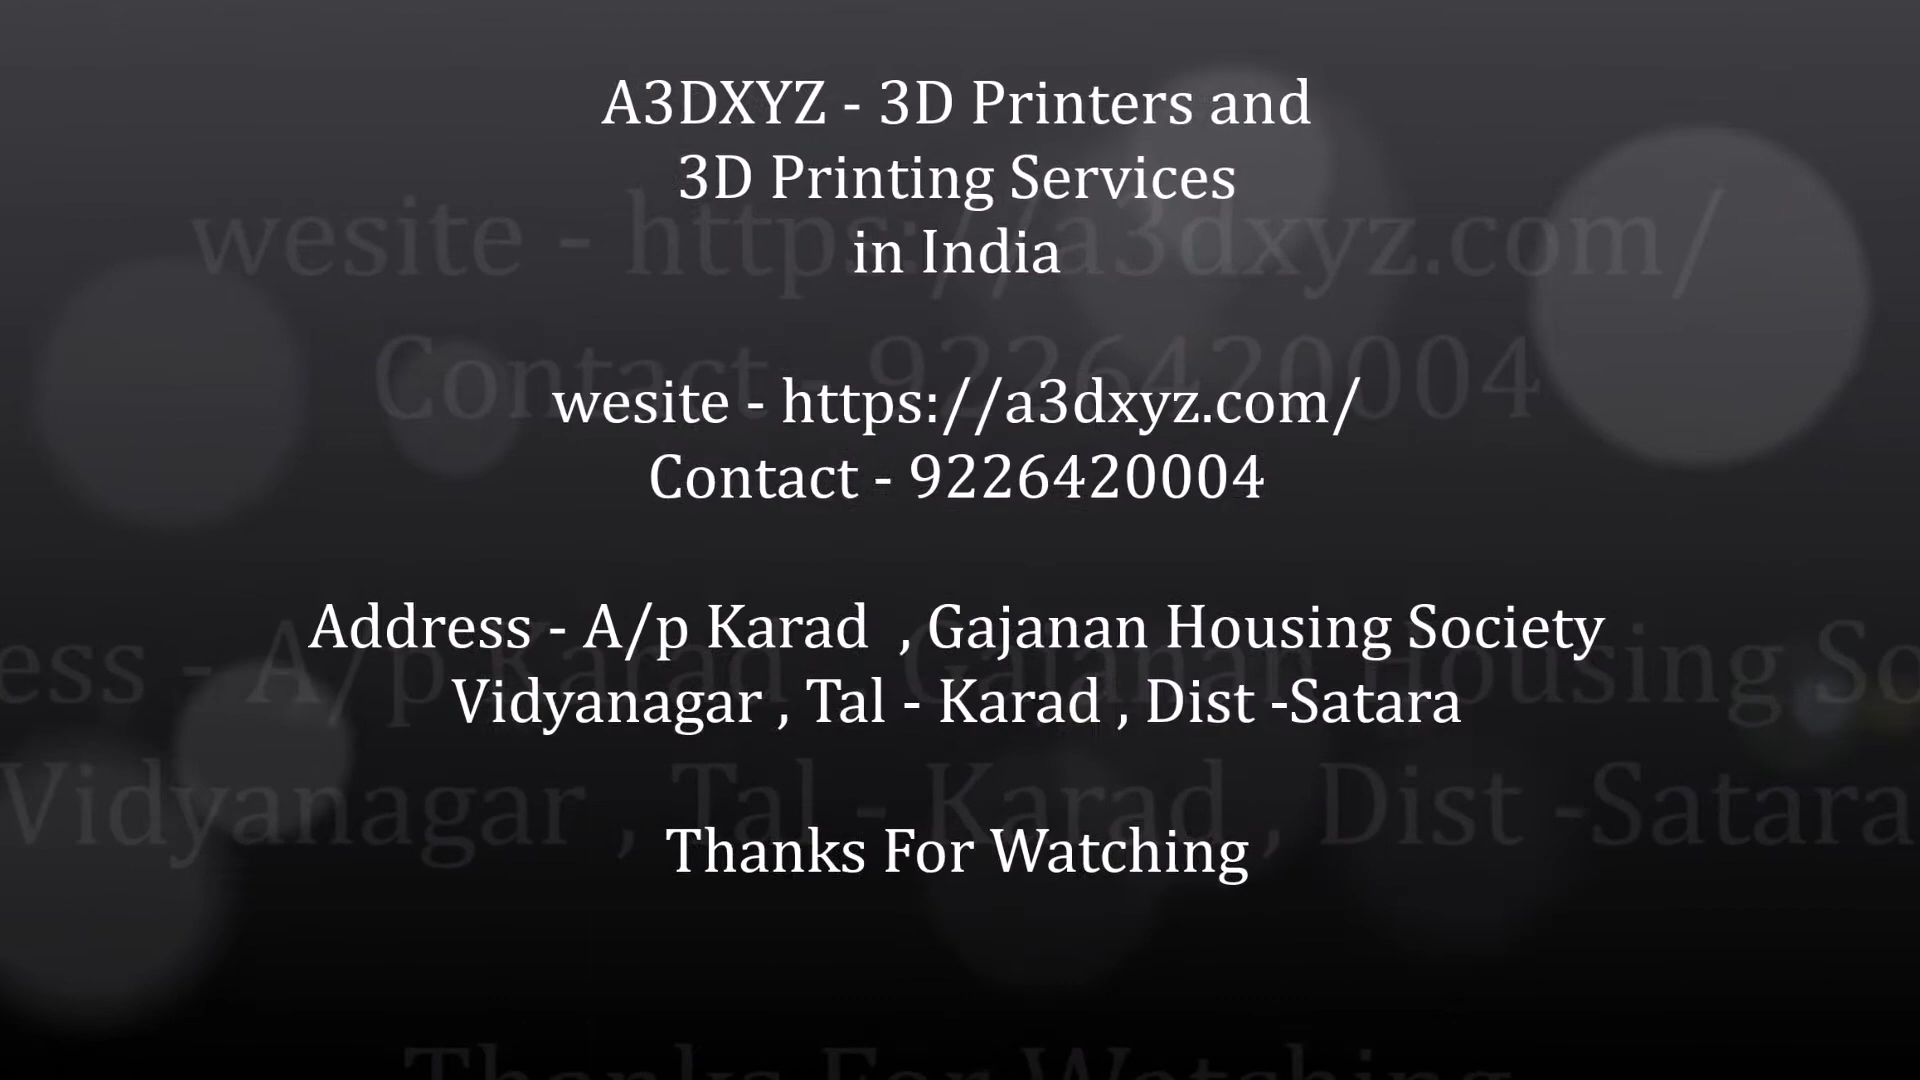 A3DXYZ - 3D Printers and
3D Printing Services
in India
wesite - https://a3dxyz.com/
Contact - 9226420004
Address - A/p Karad  , Gajanan Housing Society
Vidyanagar , Tal - Karad , Dist -Satara
Thanks For Watching